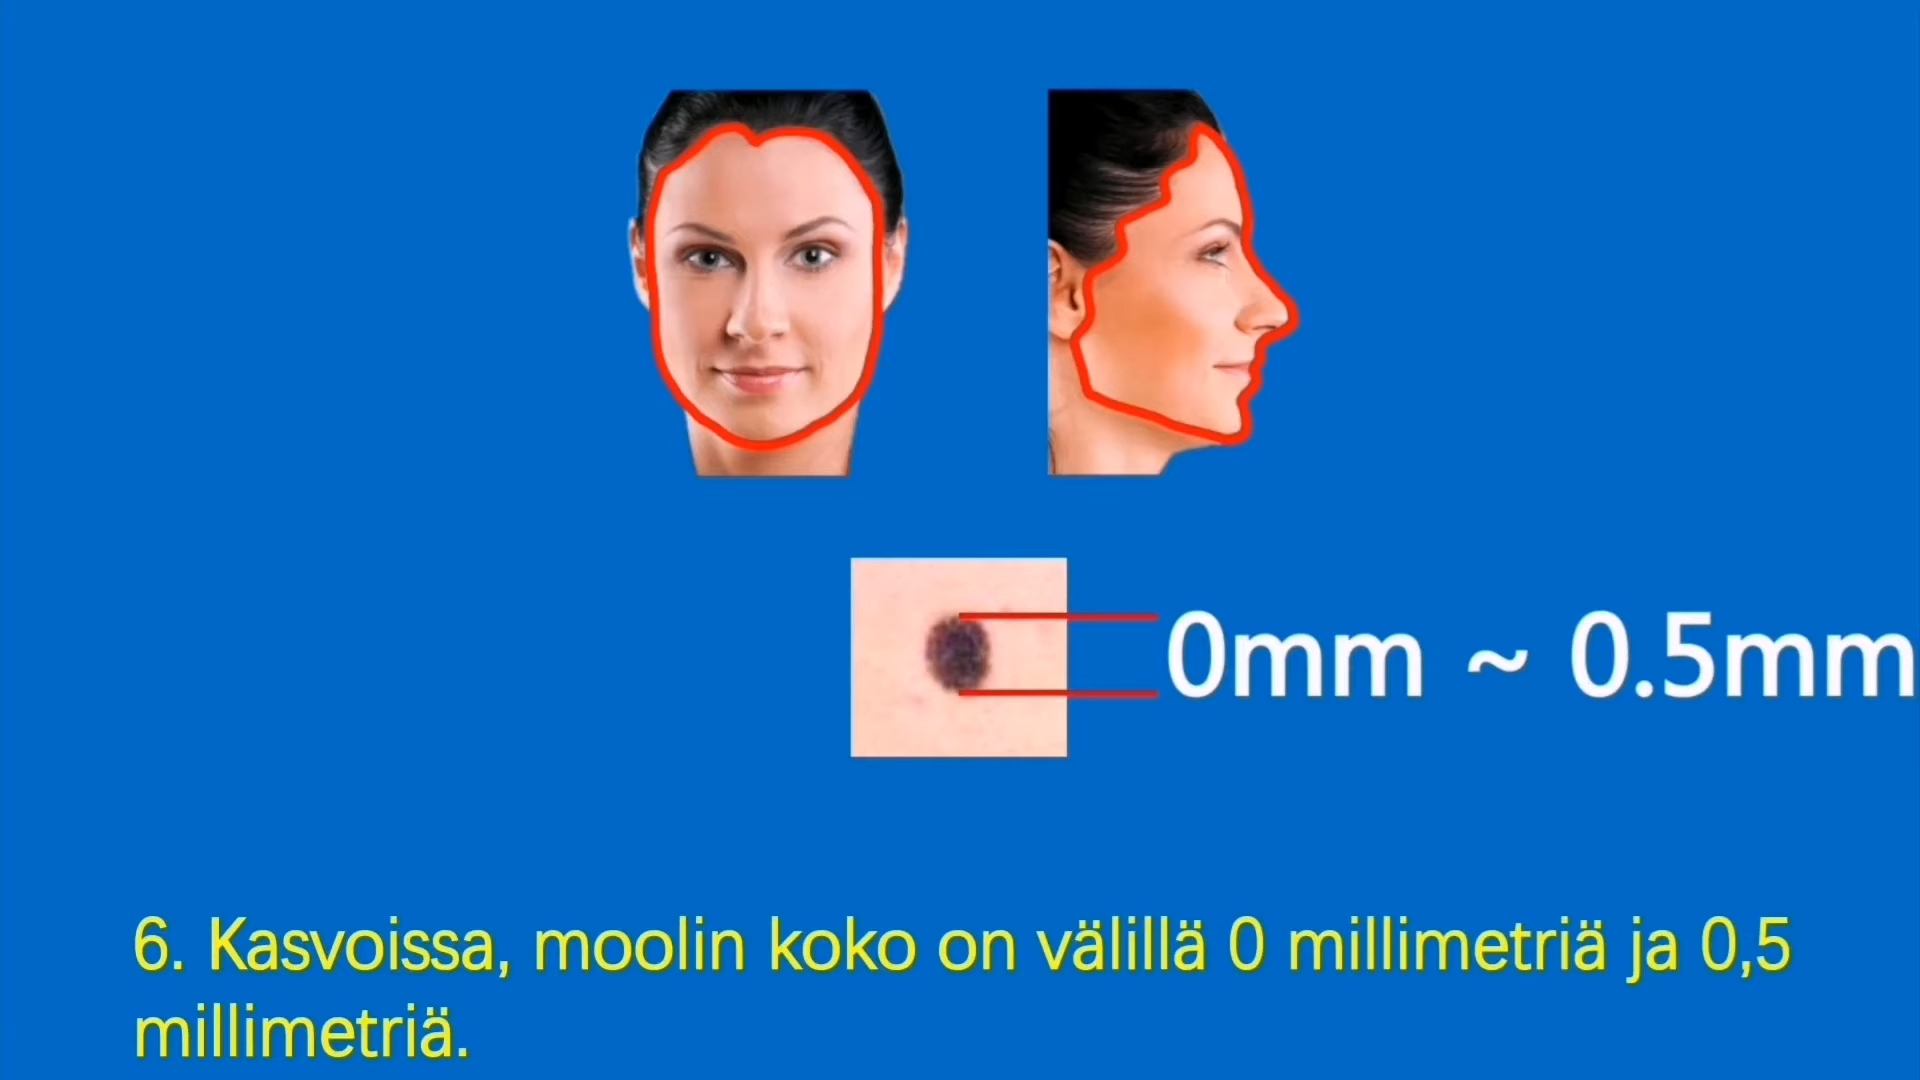 0mm ~ 0.5mm
6. Kasvoissa, moolin koko on välillä 0 millimetriä ja 0,5
millimetriä.